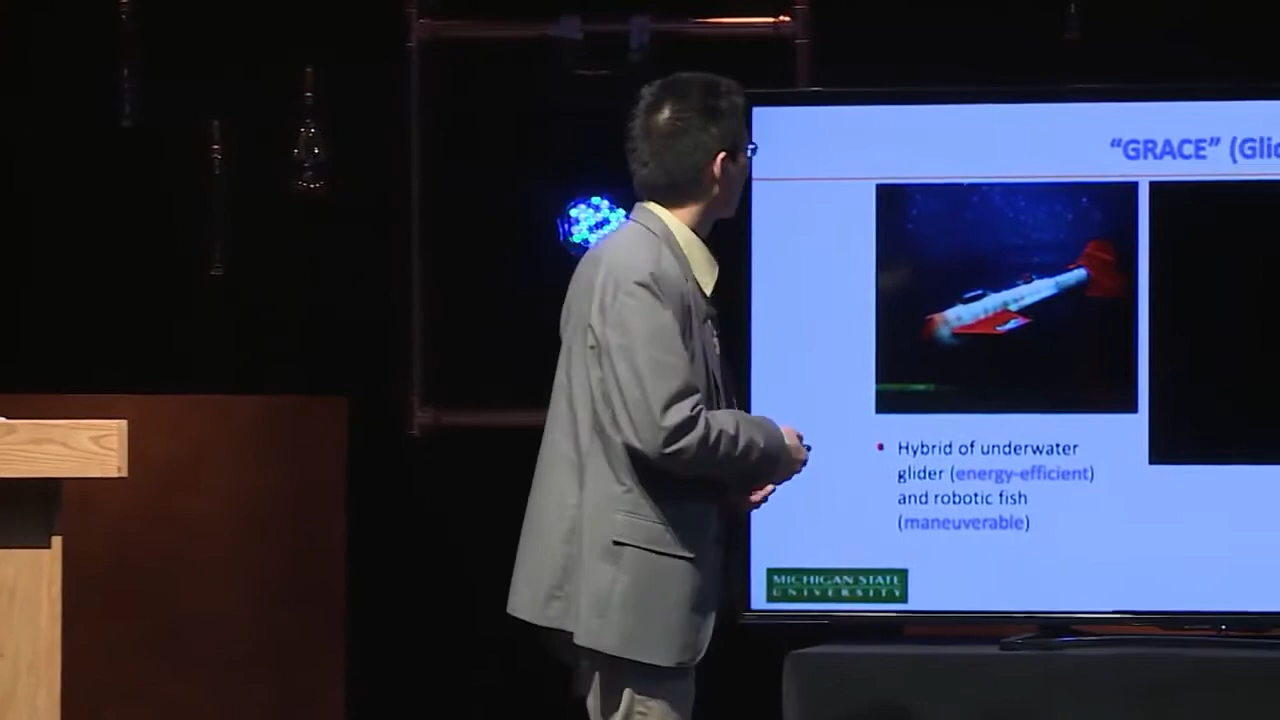 “GRACE” (Glid
Hybrid of underwater
glider (energy-efficient)
and robotic fish
(maneuverable)
MICHIGAN STATE
UNIVERSITY